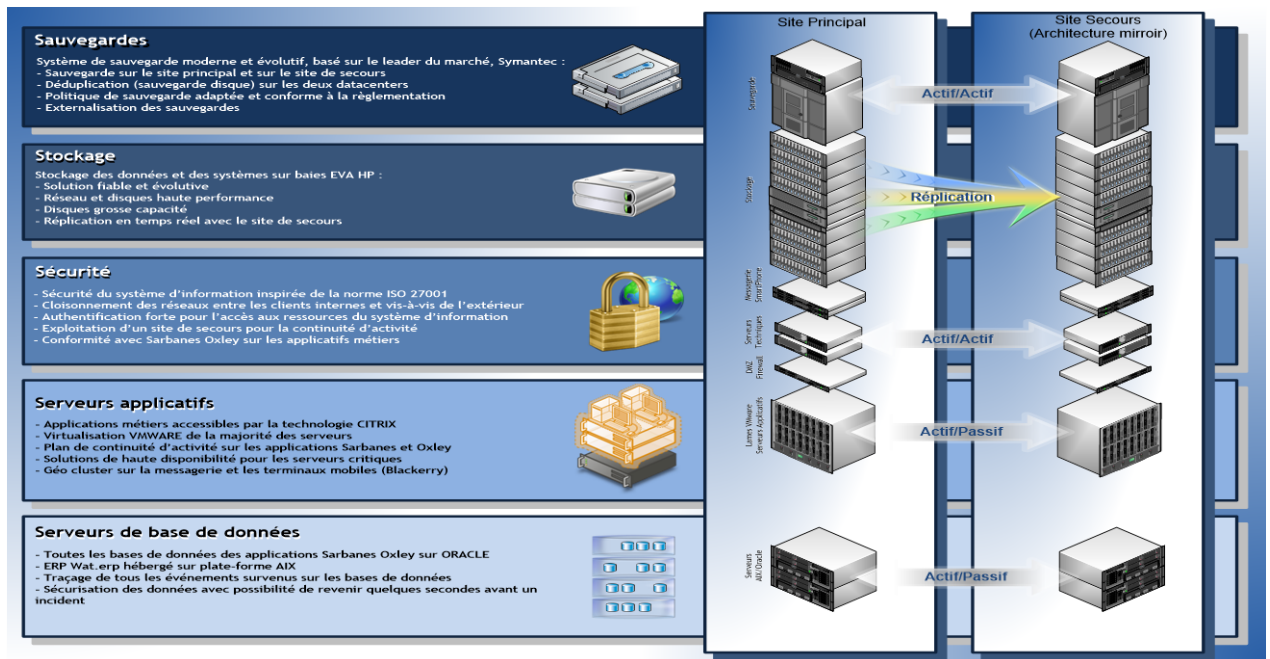 Sauvegardes
Système de sauvegarde moderne et évolutif, basé sur le leader du marché, Symantec :
- Sauvegarde sur le site principal et sur le site de secours
- Déduplication (sauvegarde disque) sur les deux datacenters
- Politique de sauvegarde adaptée et conforme à la règlementation
- Externalisation des sauvegardes
Stockage
Stockage des données et des systèmes sur baies EVA HP :
- Solution fiable et évolutive
- Réseau et disques haute performance
- Disques grosse capacité
- Réplication en temps réel avec le site de secours
Sécurité
- Sécurité du système d'information inspirée de la norme ISO 27001
- Cloisonnement des réseaux entre les clients internes et vis-à-vis de l'extérieur
- Authentification forte pour l'accès aux ressources du système d'information
- Exploitation d'un site de secours pour la continuité d'activité
- Conformité avec Sarbanes Oxley sur les applicatifs métiers
Serveurs applicatifs
- Applications métiers accessibles par la technologie CITRIX
- Virtualisation VMWARE de la majorité des serveurs
- Plan de continuité d'activité sur les applications Sarbanes et Oxley
- Solutions de haute disponibilité pour les serveurs critiques
- Géo cluster sur la messagerie et les terminaux mobiles (Blackerry)
Serveurs de base de données
- Toutes les bases de données des applications Sarbanes Oxley sur ORACLE
- ERP Wat.erp hébergé sur plate-forme AIX
- Traçage de tous les événements survenus sur les bases de données
- Sécurisation des données avec possibilité de revenir quelques secondes avant un
incident
Site Principal
Site Secours
(Architecture mirroir)
Sauvegarde
Actif/Actif
Stockage
Réplication
Messagerie
SmartPhone
Serveurs
Techniques
Actif/Actif
DMZ
Firewall
Lames VMware
Serveurs Applicatifs
Actif/Passif
Serveurs
AIX/Oracle
Actif/Passif